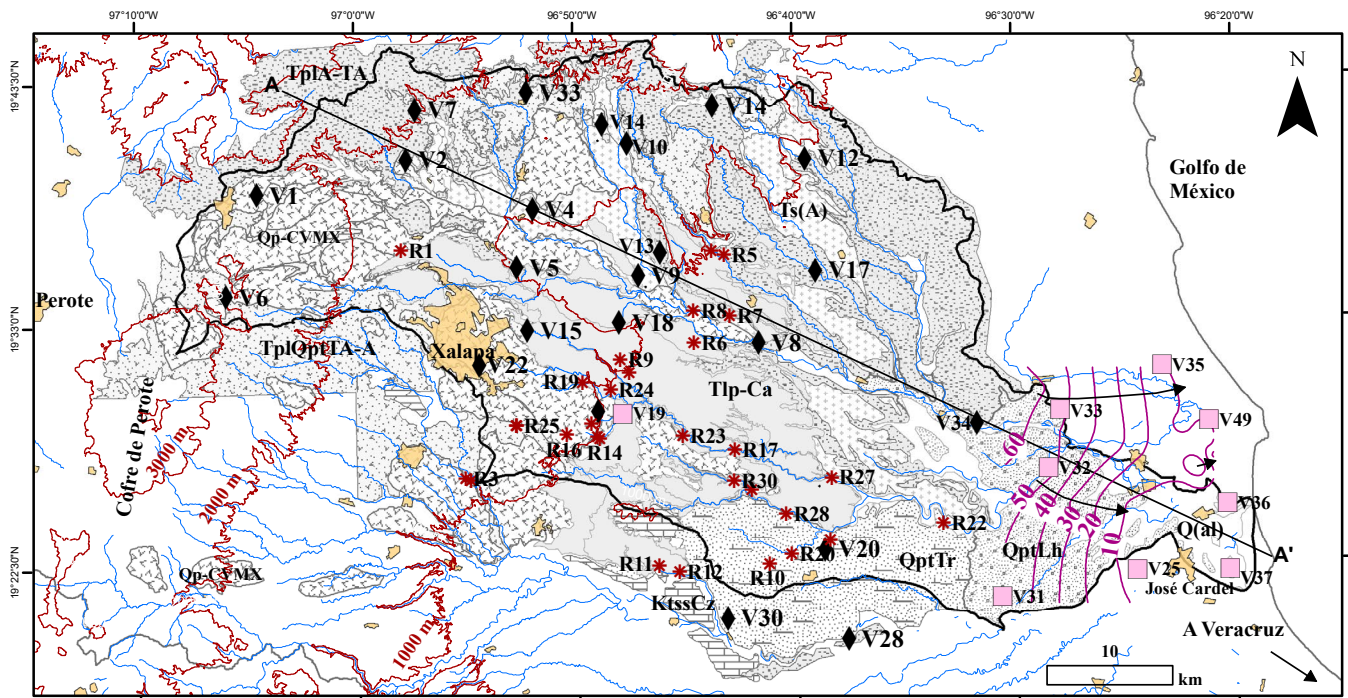 97°10'0"O
97°0'0"O
96°50'0"O
96°40'0"O
96°30'0"O
96°20'0"O
19°43'30"N
19°33'0"N
19°22'30"N
N
TplA-TA
A
V7
V33
V14
V14
V10
V2
V12
V1
V4
Ts(A)
Golfo de
México
Qp-CVMX
R1
V13
R5
V5
V9
V17
Perote
V6
R8
R7
V18
V15
R6
V8
TplQptTA-A
Xalapa
V22
R9
V35
R19
R24
Tlp-Ca
V19
V33
V49
R25
V34
60
Cofre de Perote
3000 m.
R16
R14
R23
R17
V32
R3
R30
R27
50
40
30
20
10
V36
2000 m.
R28
R22
Q(al)
V20
R20
QptTr
QptLh
A'
Qp-CVMX
R11
R12
R10
V25
V37
José Cardel
KtssCz
V31
V30
1000 m.
V28
A Veracruz
10
km